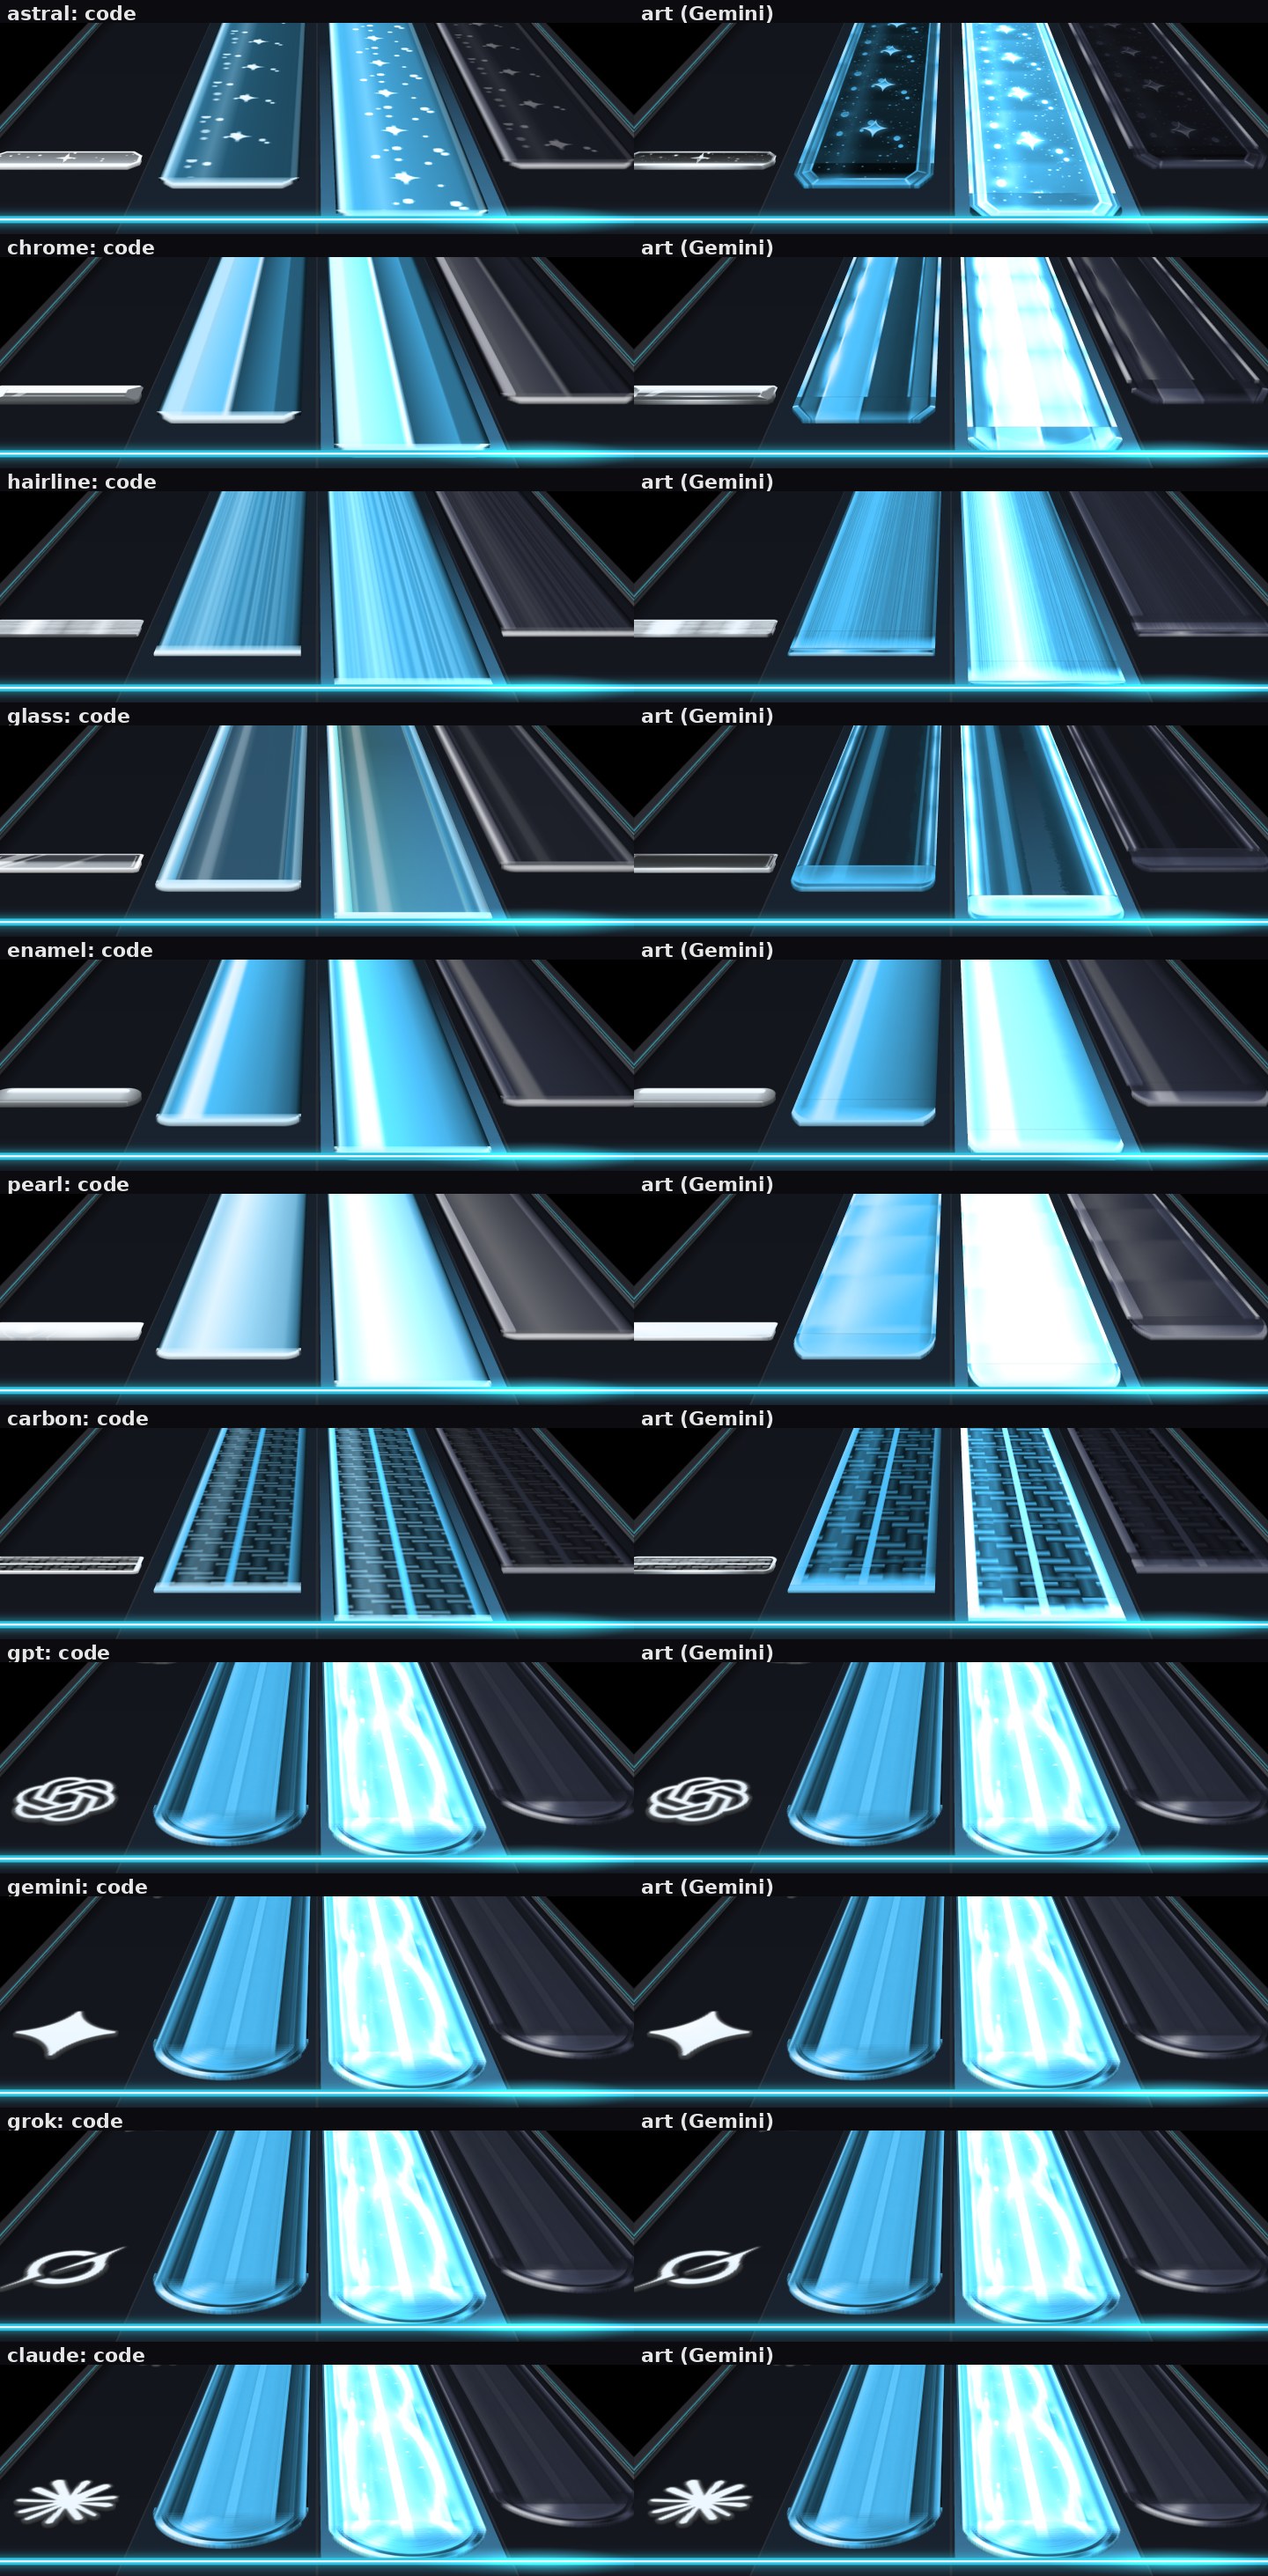 astral: code art (Gemini)
chrome: code art (Gemini)
hairline: code art (Gemini)
glass: code art (Gemini)
enamel: code art (Gemini)
pearl: code art (Gemini)
carbon: code art (Gemini)
gpt: code art (Gemini)
gemini: code art (Gemini)
grok: code art (Gemini)
claude: code art (Gemini)